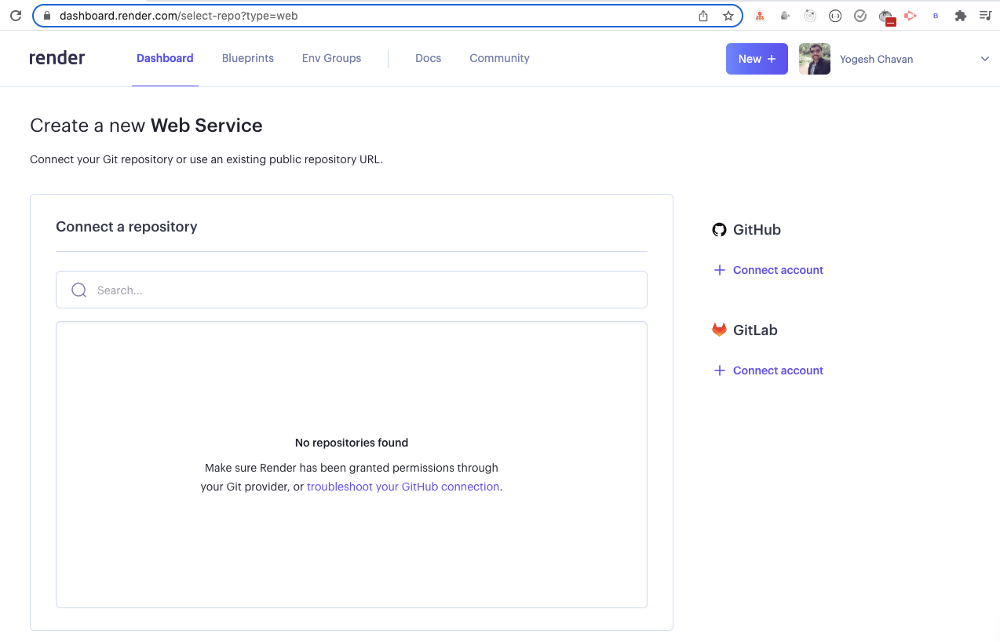 dashboard.render.com/select-repo?type=web
B
render
Dashboard
Blueprints
Env Groups
Docs
Community
New +
Yogesh Chavan
Create a new Web Service
Connect your Git repository or use an existing public repository URL.
Connect a repository
Search...
No repositories found
Make sure Render has been granted permissions through
your Git provider, or troubleshoot your GitHub connection.
GitHub
+ Connect account
GitLab
+ Connect account